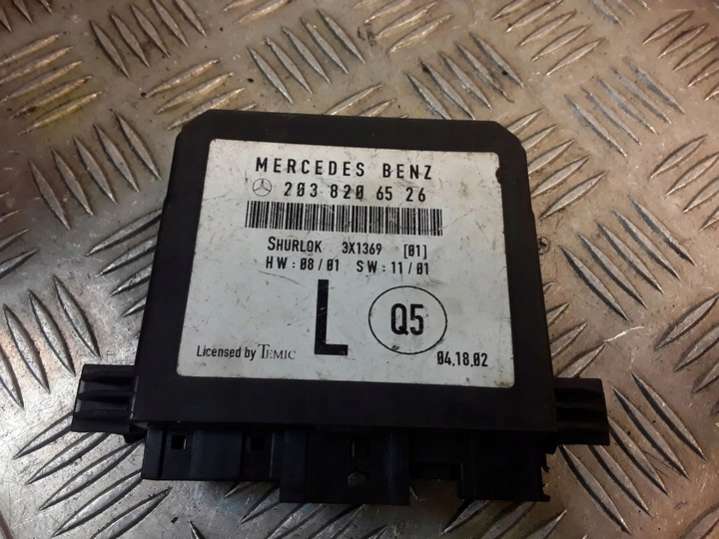 MERCEDES BENZ
203 820 65 26
SHURLOK 3X1369 [01]
HW:08/01 SW:11/01
L Q5
Licensed by TEMIC 04.18.02